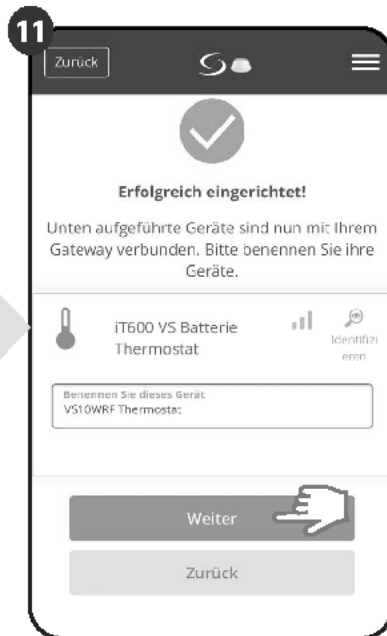 11
Zurück
Erfolgreich eingerichtet!
Unten aufgeführte Geräte sind nun mit Ihrem
Gateway verbunden. Bitte benennen Sie ihre
Geräte.
iT600 VS Batterie
Thermostat
Identifizi
eren
Benennen Sie dieses Gerät
VS10WRF Thermostat
Weiter
Zurück